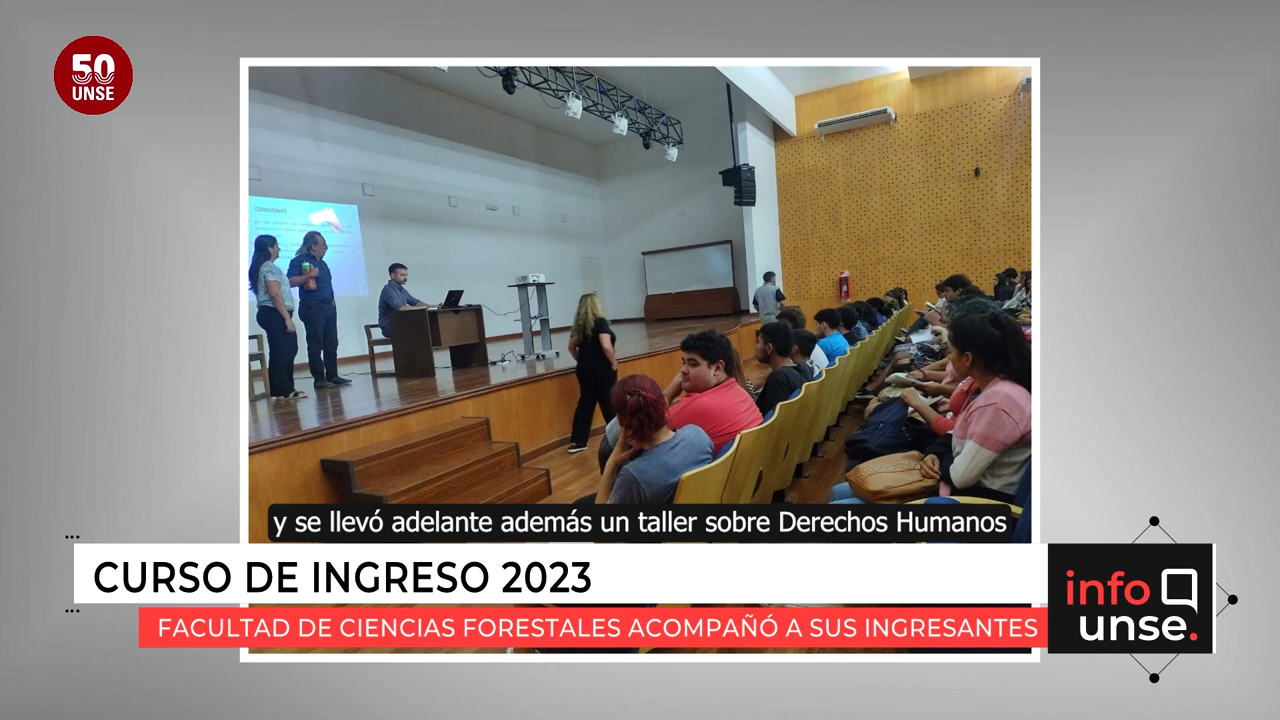 50
UNSE
CONSIGNAS
y se llevó adelante además un taller sobre Derechos Humanos
CURSO DE INGRESO 2023
FACULTAD DE CIENCIAS FORESTALES ACOMPAÑÓ A SUS INGRESANTES
info
unse.